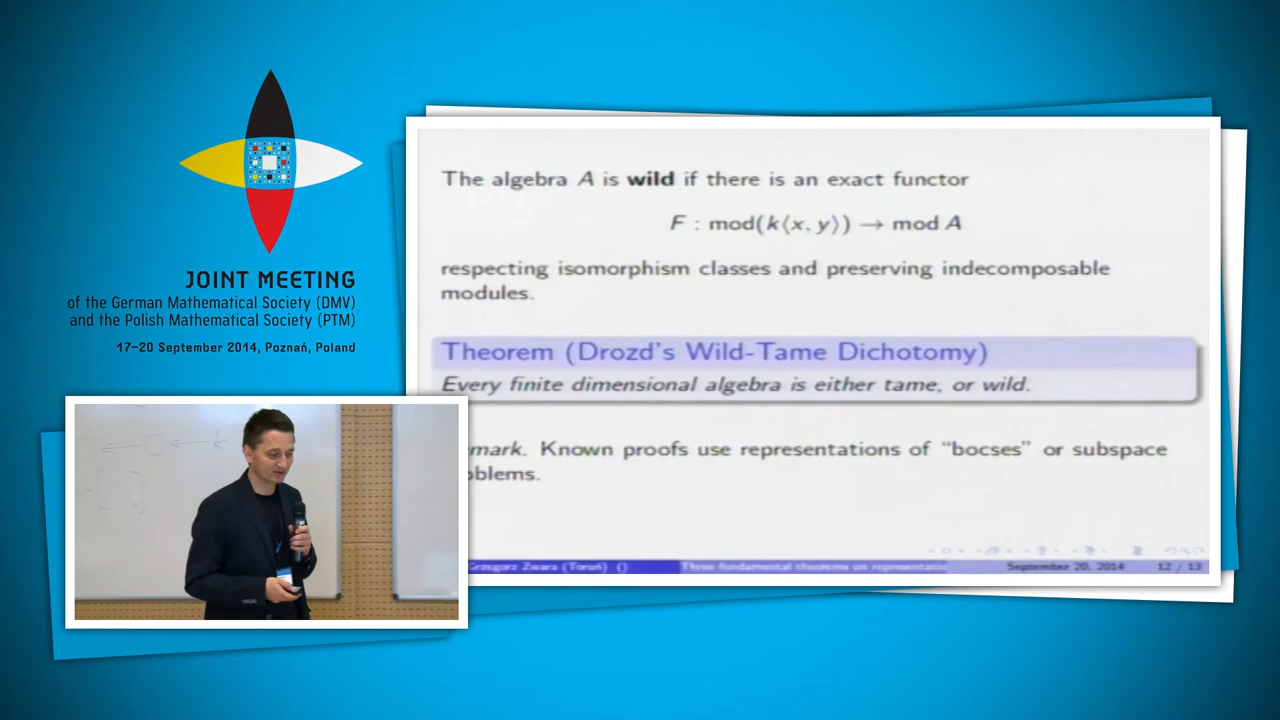 JOINT MEETING
of the German Mathematical Society (DMV)
and the Polish Mathematical Society (PTM)
17–20 September 2014, Poznań, Poland
The algebra A is wild if there is an exact functor
F : mod(k⟨x, y⟩) → mod A
respecting isomorphism classes and preserving indecomposable
modules.
Theorem (Drozd's Wild-Tame Dichotomy)
Every finite dimensional algebra is either tame, or wild.
mark. Known proofs use representations of “bocses” or subspace
oblems.
Grzegorz Zwara (Toruń) ()
Three fundamental theorems on representatio
September 20, 2014
12 / 13